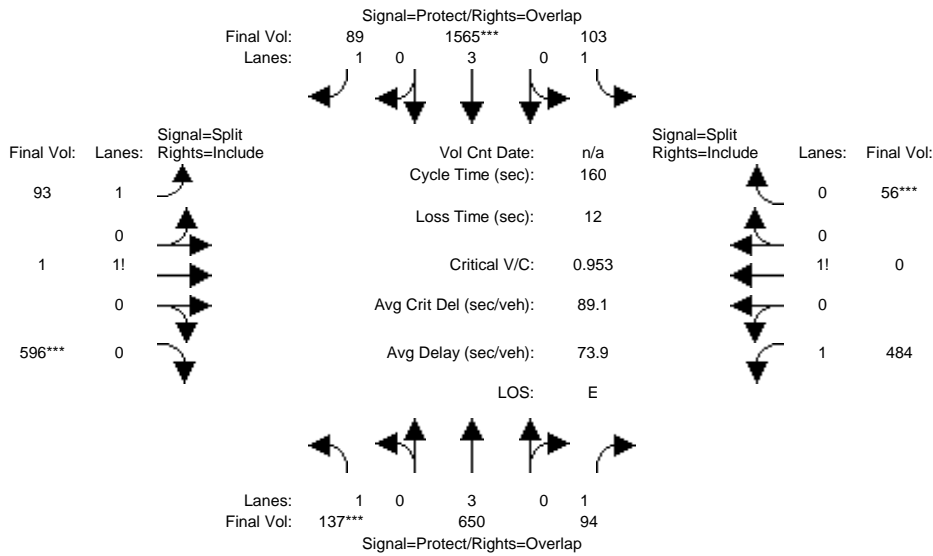 Signal=Protect/Rights=Overlap
Final Vol: 89 1565*** 103
Lanes: 1 0 3 0 1
Signal=Split Signal=Split
Final Vol: Lanes: Rights=Include Vol Cnt Date: n/a Rights=Include Lanes: Final Vol:
Cycle Time (sec): 160
93 1 0 56***
Loss Time (sec): 12
0 0
1 1! Critical V/C: 0.953 1! 0
0 Avg Crit Del (sec/veh): 89.1 0
596*** 0 Avg Delay (sec/veh): 73.9 1 484
LOS: E
Lanes: 1 0 3 0 1
Final Vol: 137*** 650 94
Signal=Protect/Rights=Overlap